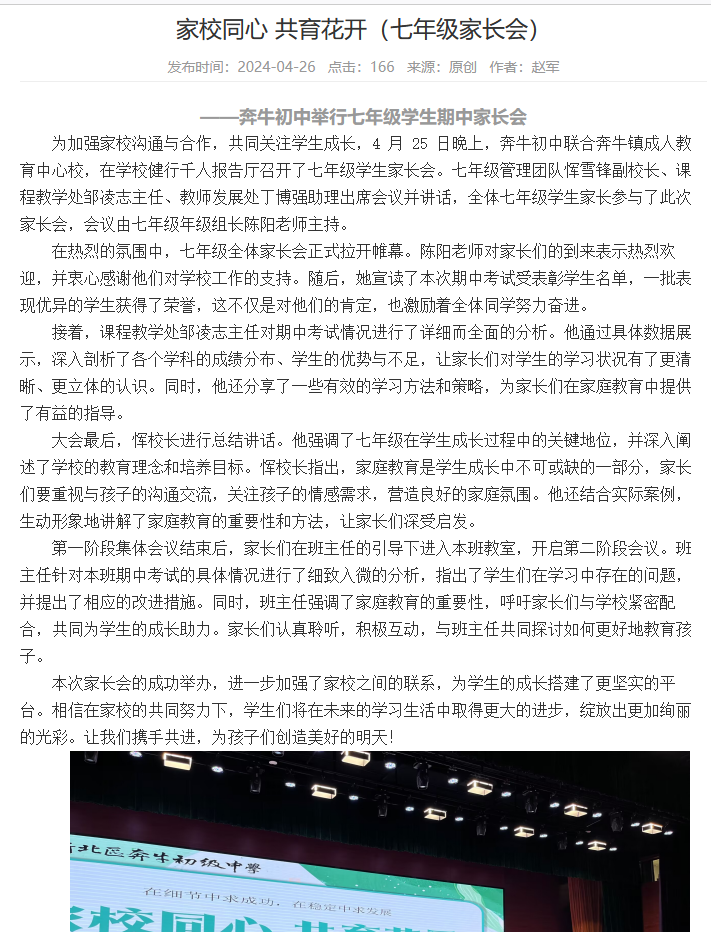 家校同心 共育花开（七年级家长会）
发布时间：2024-04-26 点击：166 来源：原创 作者：赵军
——奔牛初中举行七年级学生期中家长会
为加强家校沟通与合作，共同关注学生成长，4 月 25 日晚上，奔牛初中联合奔牛镇成人教
育中心校，在学校健行千人报告厅召开了七年级学生家长会。七年级管理团队恽雪锋副校长、课
程教学处邹凌志主任、教师发展处丁博强助理出席会议并讲话，全体七年级学生家长参与了此次
家长会，会议由七年级年级组长陈阳老师主持。
在热烈的氛围中，七年级全体家长会正式拉开帷幕。陈阳老师对家长们的到来表示热烈欢
迎，并衷心感谢他们对学校工作的支持。随后，她宣读了本次期中考试受表彰学生名单，一批表
现优异的学生获得了荣誉，这不仅是对他们的肯定，也激励着全体同学努力奋进。
接着，课程教学处邹凌志主任对期中考试情况进行了详细而全面的分析。他通过具体数据展
示，深入剖析了各个学科的成绩分布、学生的优势与不足，让家长们对学生的学习状况有了更清
晰、更立体的认识。同时，他还分享了一些有效的学习方法和策略，为家长们在家庭教育中提供
了有益的指导。
大会最后，恽校长进行总结讲话。他强调了七年级在学生成长过程中的关键地位，并深入阐
述了学校的教育理念和培养目标。恽校长指出，家庭教育是学生成长中不可或缺的一部分，家长
们要重视与孩子的沟通交流，关注孩子的情感需求，营造良好的家庭氛围。他还结合实际案例，
生动形象地讲解了家庭教育的重要性和方法，让家长们深受启发。
第一阶段集体会议结束后，家长们在班主任的引导下进入本班教室，开启第二阶段会议。班
主任针对本班期中考试的具体情况进行了细致入微的分析，指出了学生们在学习中存在的问题，
并提出了相应的改进措施。同时，班主任强调了家庭教育的重要性，呼吁家长们与学校紧密配
合，共同为学生的成长助力。家长们认真聆听，积极互动，与班主任共同探讨如何更好地教育孩
子。
本次家长会的成功举办，进一步加强了家校之间的联系，为学生的成长搭建了更坚实的平
台。相信在家校的共同努力下，学生们将在未来的学习生活中取得更大的进步，绽放出更加绚丽
的光彩。让我们携手共进，为孩子们创造美好的明天！
北区奔牛初级中学
在细节中求成功，在稳定中求发展
家校同心 共育花